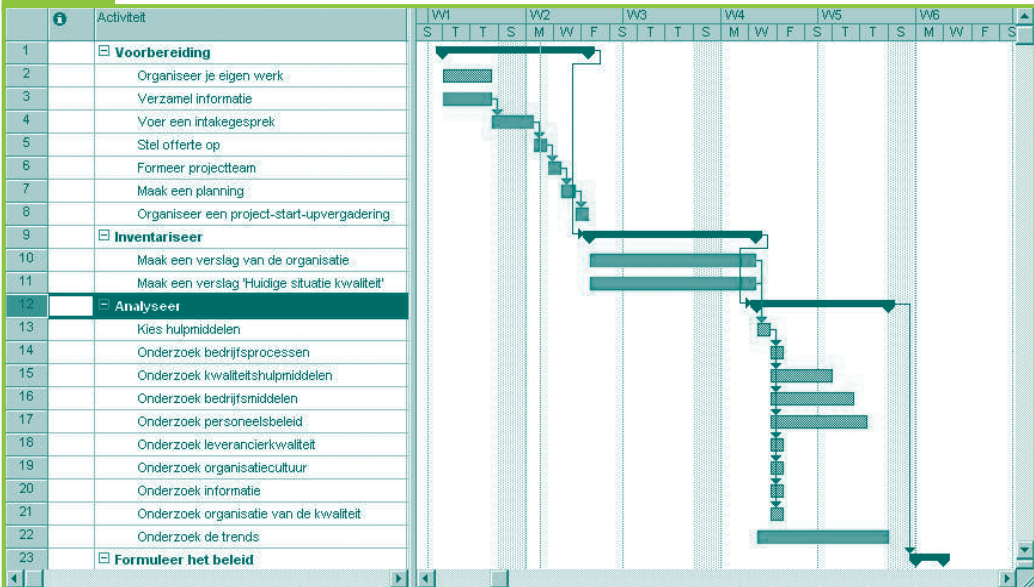 Activiteit W1 W2 W3 W4 W5 W6
S T T S M W F S T T S M W F S T T S M W F S
1 Voorbereiding
2 Organiseer je eigen werk
3 Verzamel informatie
4 Voer een intakegesprek
5 Stel offerte op
6 Formeer projectteam
7 Maak een planning
8 Organiseer een project-start-upvergadering
9 Inventariseer
10 Maak een verslag van de organisatie
11 Maak een verslag 'Huidige situatie kwaliteit'
12 Analyseer
13 Kies hulpmiddelen
14 Onderzoek bedrijfsprocessen
15 Onderzoek kwaliteitshulpmiddelen
16 Onderzoek bedrijfsmiddelen
17 Onderzoek personeelsbeleid
18 Onderzoek leverancierkwaliteit
19 Onderzoek organisatiecultuur
20 Onderzoek informatie
21 Onderzoek organisatie van de kwaliteit
22 Onderzoek de trends
23 Formuleer het beleid